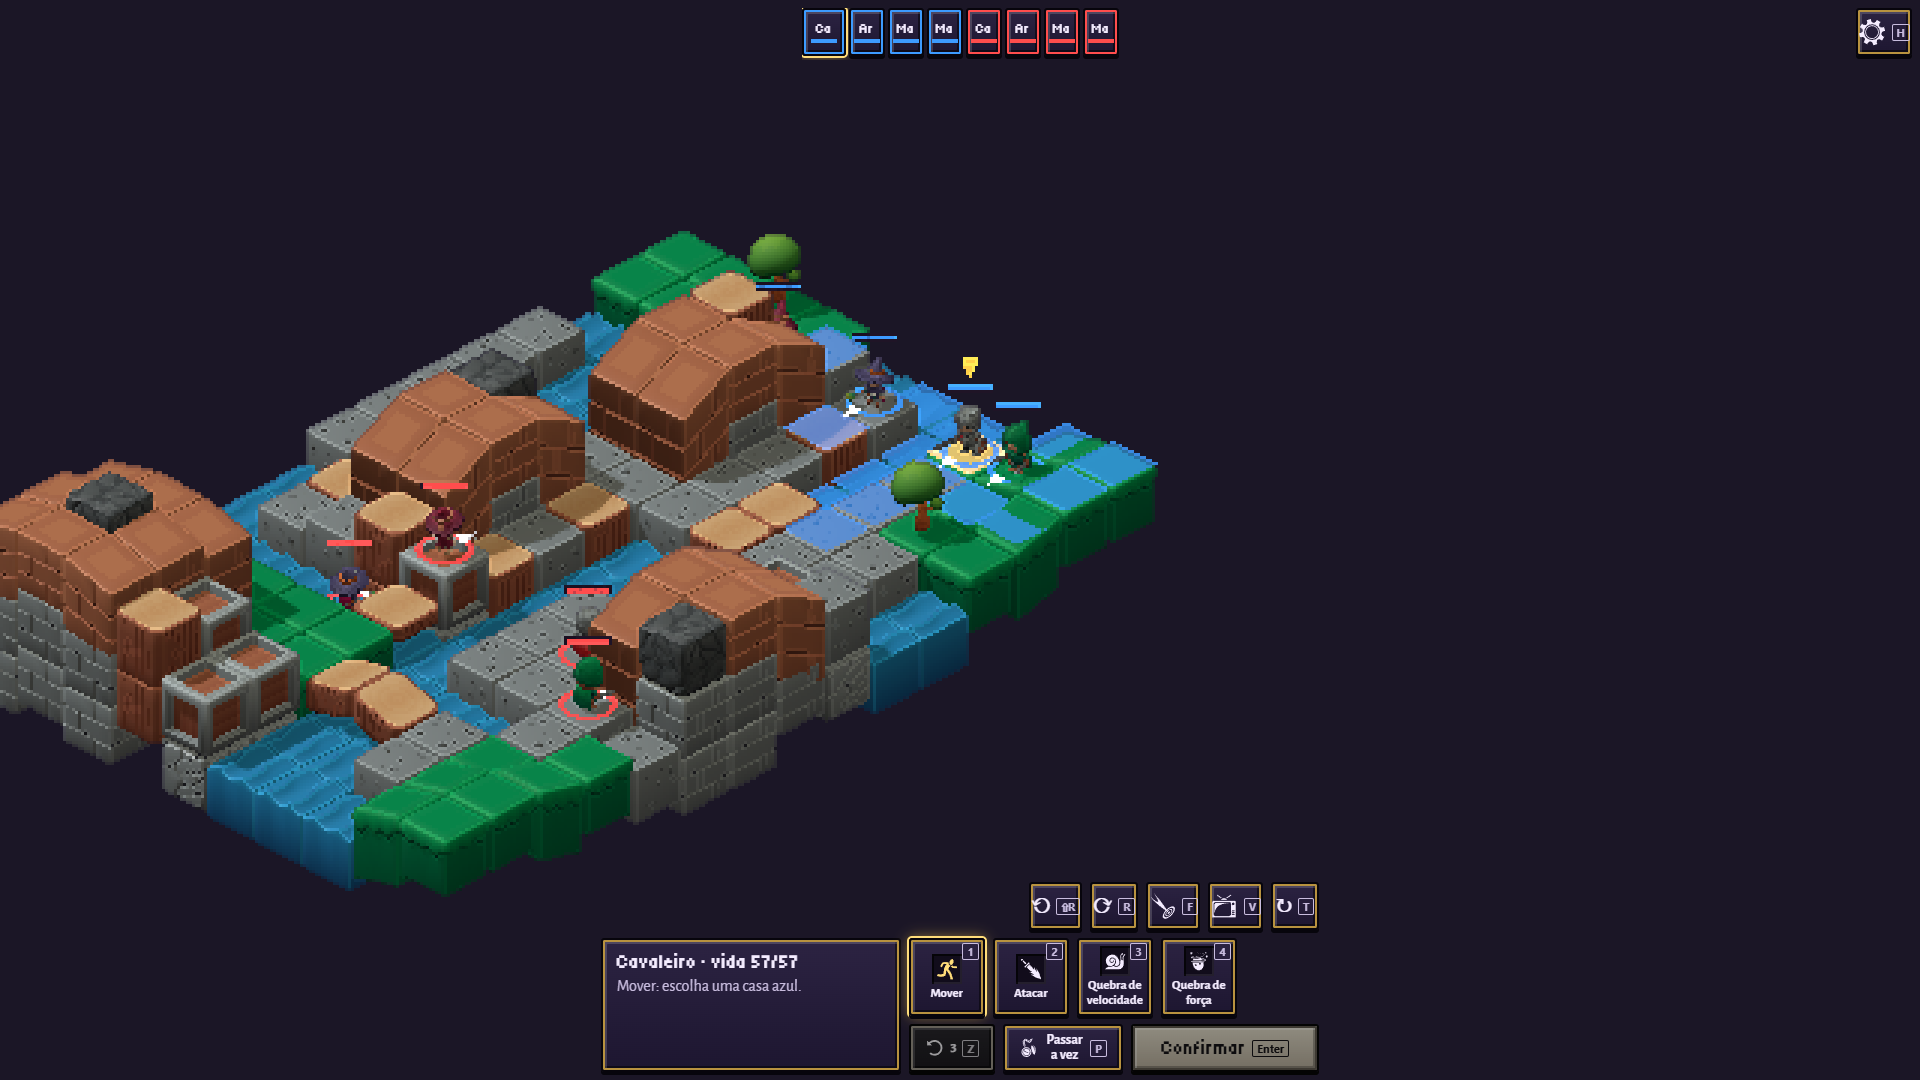 Ca Ar Ma Ma Ca Ar Ma Ma
H
⇧R R F V T
Cavaleiro · vida 57/57
Mover: escolha uma casa azul.
1 2 3 4
Mover
Atacar
Quebra de
velocidade
Quebra de
força
3 Z
Passar
a vez
P
Confirmar Enter